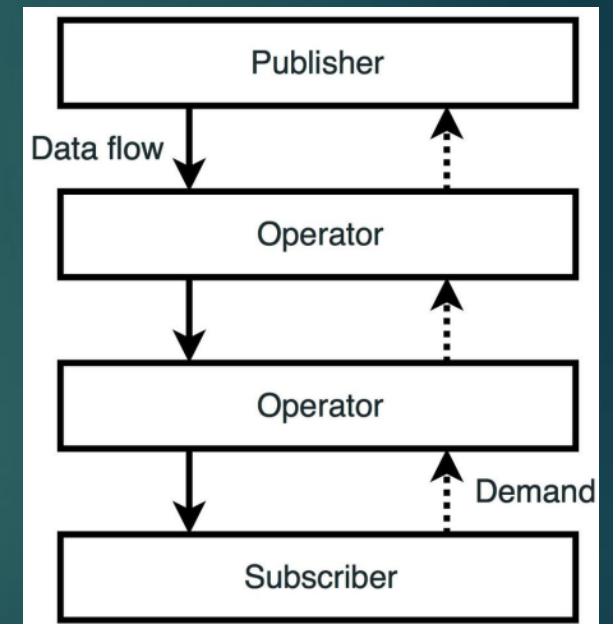 Publisher
Data flow
Operator
Operator
Demand
Subscriber